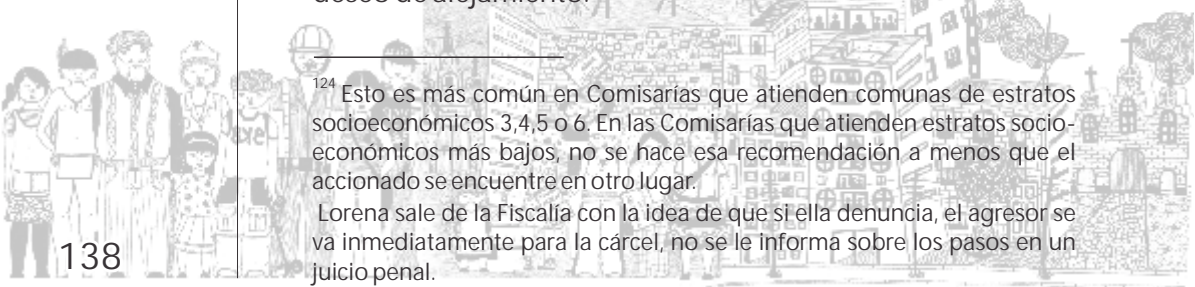 deseo de alejamiento.
124 Esto es más común en Comisarías que atienden comunas de estratos
socioeconómicos 3,4,5 o 6. En las Comisarías que atienden estratos socio-
económicos más bajos, no se hace esa recomendación a menos que el
accionado se encuentre en otro lugar.
Lorena sale de la Fiscalía con la idea de que si ella denuncia, el agresor se
va inmediatamente para la cárcel, no se le informa sobre los pasos en un
juicio penal.
138